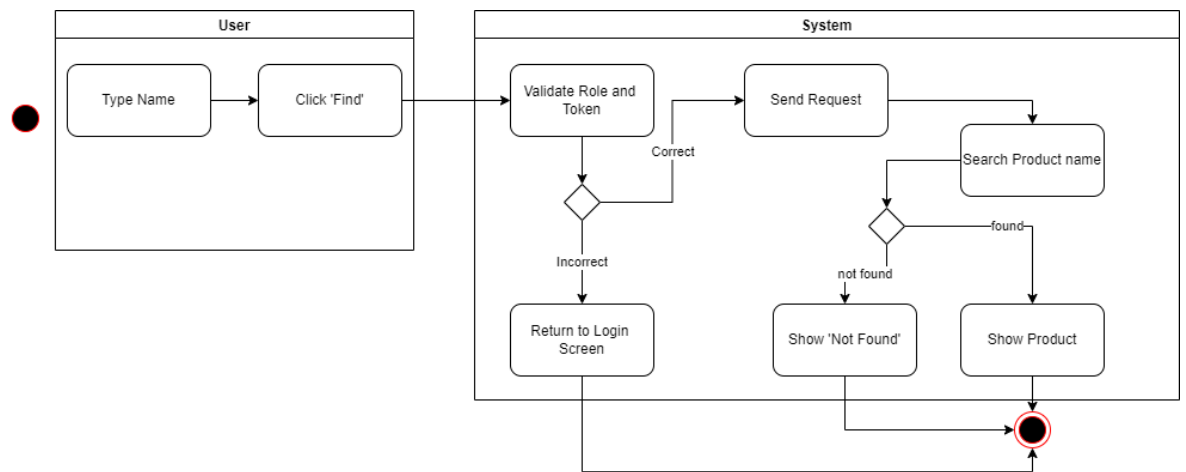 User
System
Type Name
Click 'Find'
Validate Role and
Token
Send Request
Correct
Search Product name
found
Incorrect
not found
Return to Login
Screen
Show 'Not Found'
Show Product